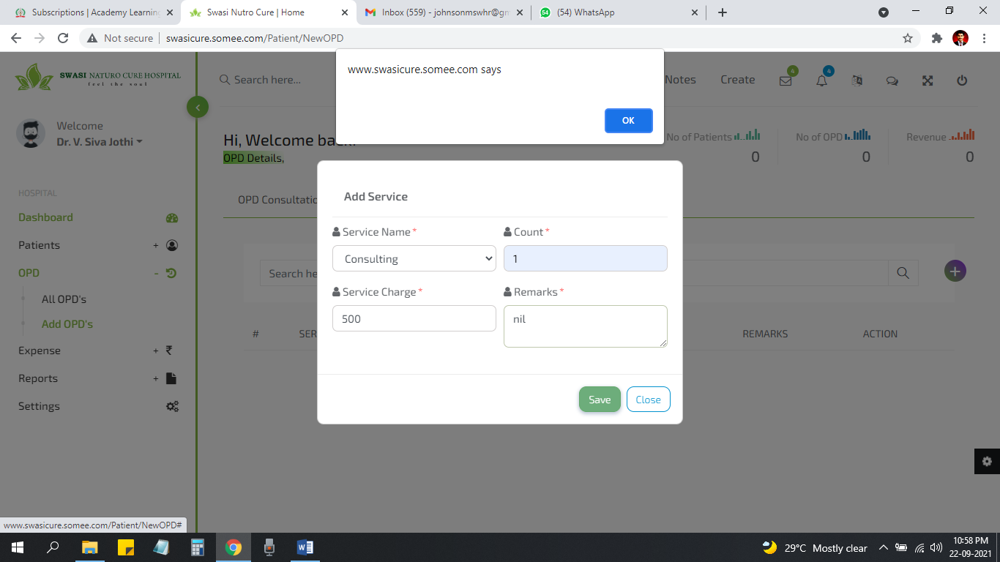 Subscriptions | Academy Learning
Swasi Nutro Cure | Home
Inbox (559) - johnsonmswhr@gm
54
(54) WhatsApp
Not secure
swasicure.somee.com/Patient/NewOPD
www.swasicure.somee.com says
OK
SWASI NATURO CURE HOSPITAL
feel the soul
Search here...
Notes
Create
4
4
Welcome
Dr. V. Siva Jothi
Hi, Welcome back!
OPD Details,
No of Patients
0
No of OPD
0
Revenue
0
HOSPITAL
Dashboard
Patients +
OPD -
All OPD's
Add OPD's
Expense +
Reports +
Settings
OPD Consultatio
Search he
# SER REMARKS ACTION
Add Service
Service Name * Count *
Consulting 1
Service Charge * Remarks *
500 nil
Save Close
www.swasicure.somee.com/Patient/NewOPD#
29°C Mostly clear
10:58 PM
22-09-2021